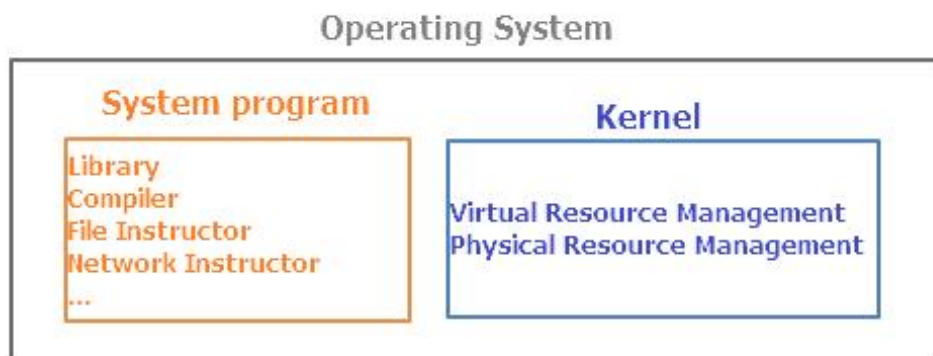 Operating System
System program
Library
Compiler
File Instructor
Network Instructor
...
Kernel
Virtual Resource Management
Physical Resource Management